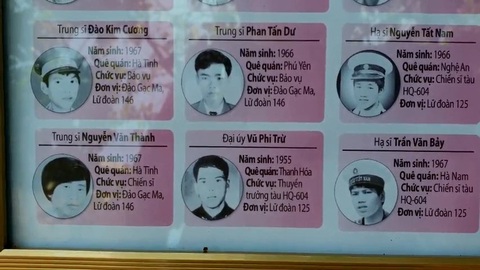 Trung sĩ Đào Kim Cương
Năm sinh: 1967
Quê quán: Hà Tĩnh
Chức vụ: Bảo vụ
Đơn vị: Đảo Gạc Ma,
Lữ đoàn 146
Trung sĩ Phan Tấn Dư
Năm sinh: 1966
Quê quán: Phú Yên
Chức vụ: Báo vụ
Đơn vị: Đảo Gạc Ma,
Lữ đoàn 146
Hạ sĩ Nguyễn Tất Nam
Năm sinh: 1966
Quê quán: Nghệ An
Chức vụ: Chiến sĩ tàu
HQ-604
Đơn vị: Lữ đoàn 125
Trung sĩ Nguyễn Văn Thành
Năm sinh: 1967
Quê quán: Hà Tĩnh
Chức vụ: Chiến sĩ
Đơn vị: Đảo Gạc Ma,
Lữ đoàn 146
Đại úy Vũ Phi Trừ
Năm sinh: 1955
Quê quán: Thanh Hóa
Chức vụ: Thuyền
trưởng tàu HQ-604
Đơn vị: Lữ đoàn 125
Hạ sĩ Trần Văn Bảy
Năm sinh: 1967
Quê quán: Hà Nam
Chức vụ: Chiến sĩ tàu
HQ-604
Đơn vị: Lữ đoàn 125